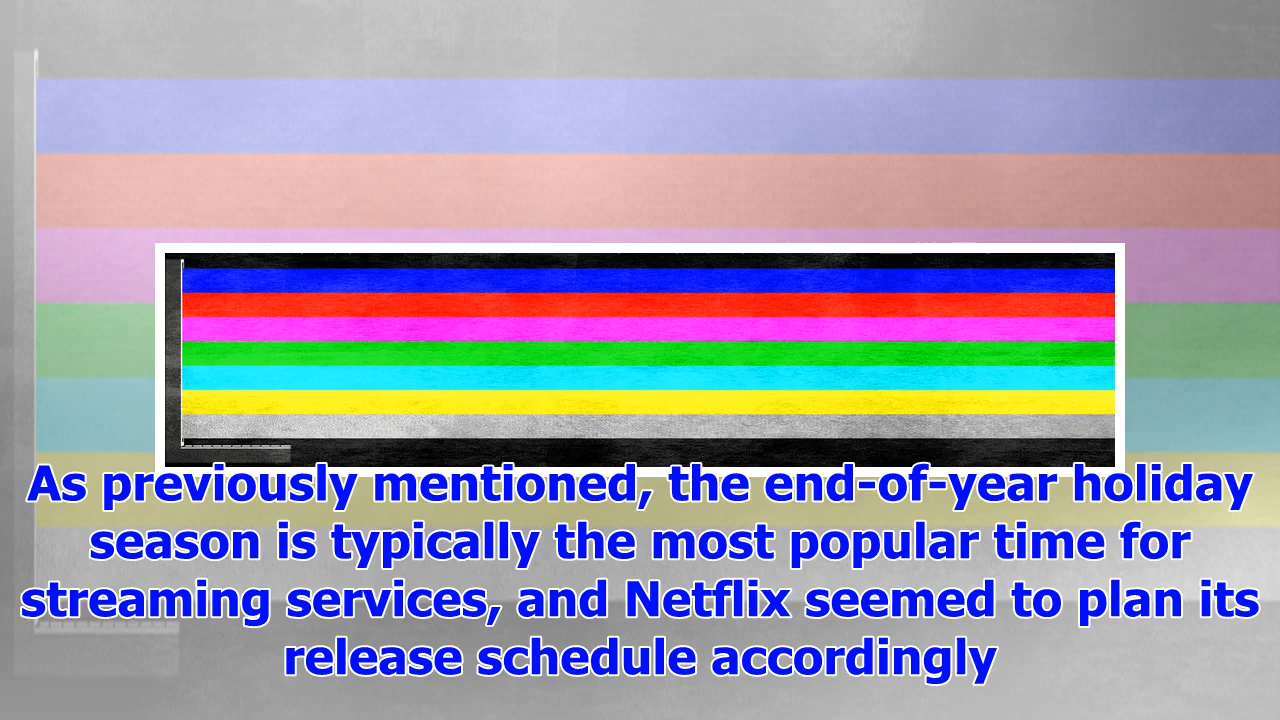 As previously mentioned, the end-of-year holiday
season is typically the most popular time for
streaming services, and Netflix seemed to plan its
release schedule accordingly